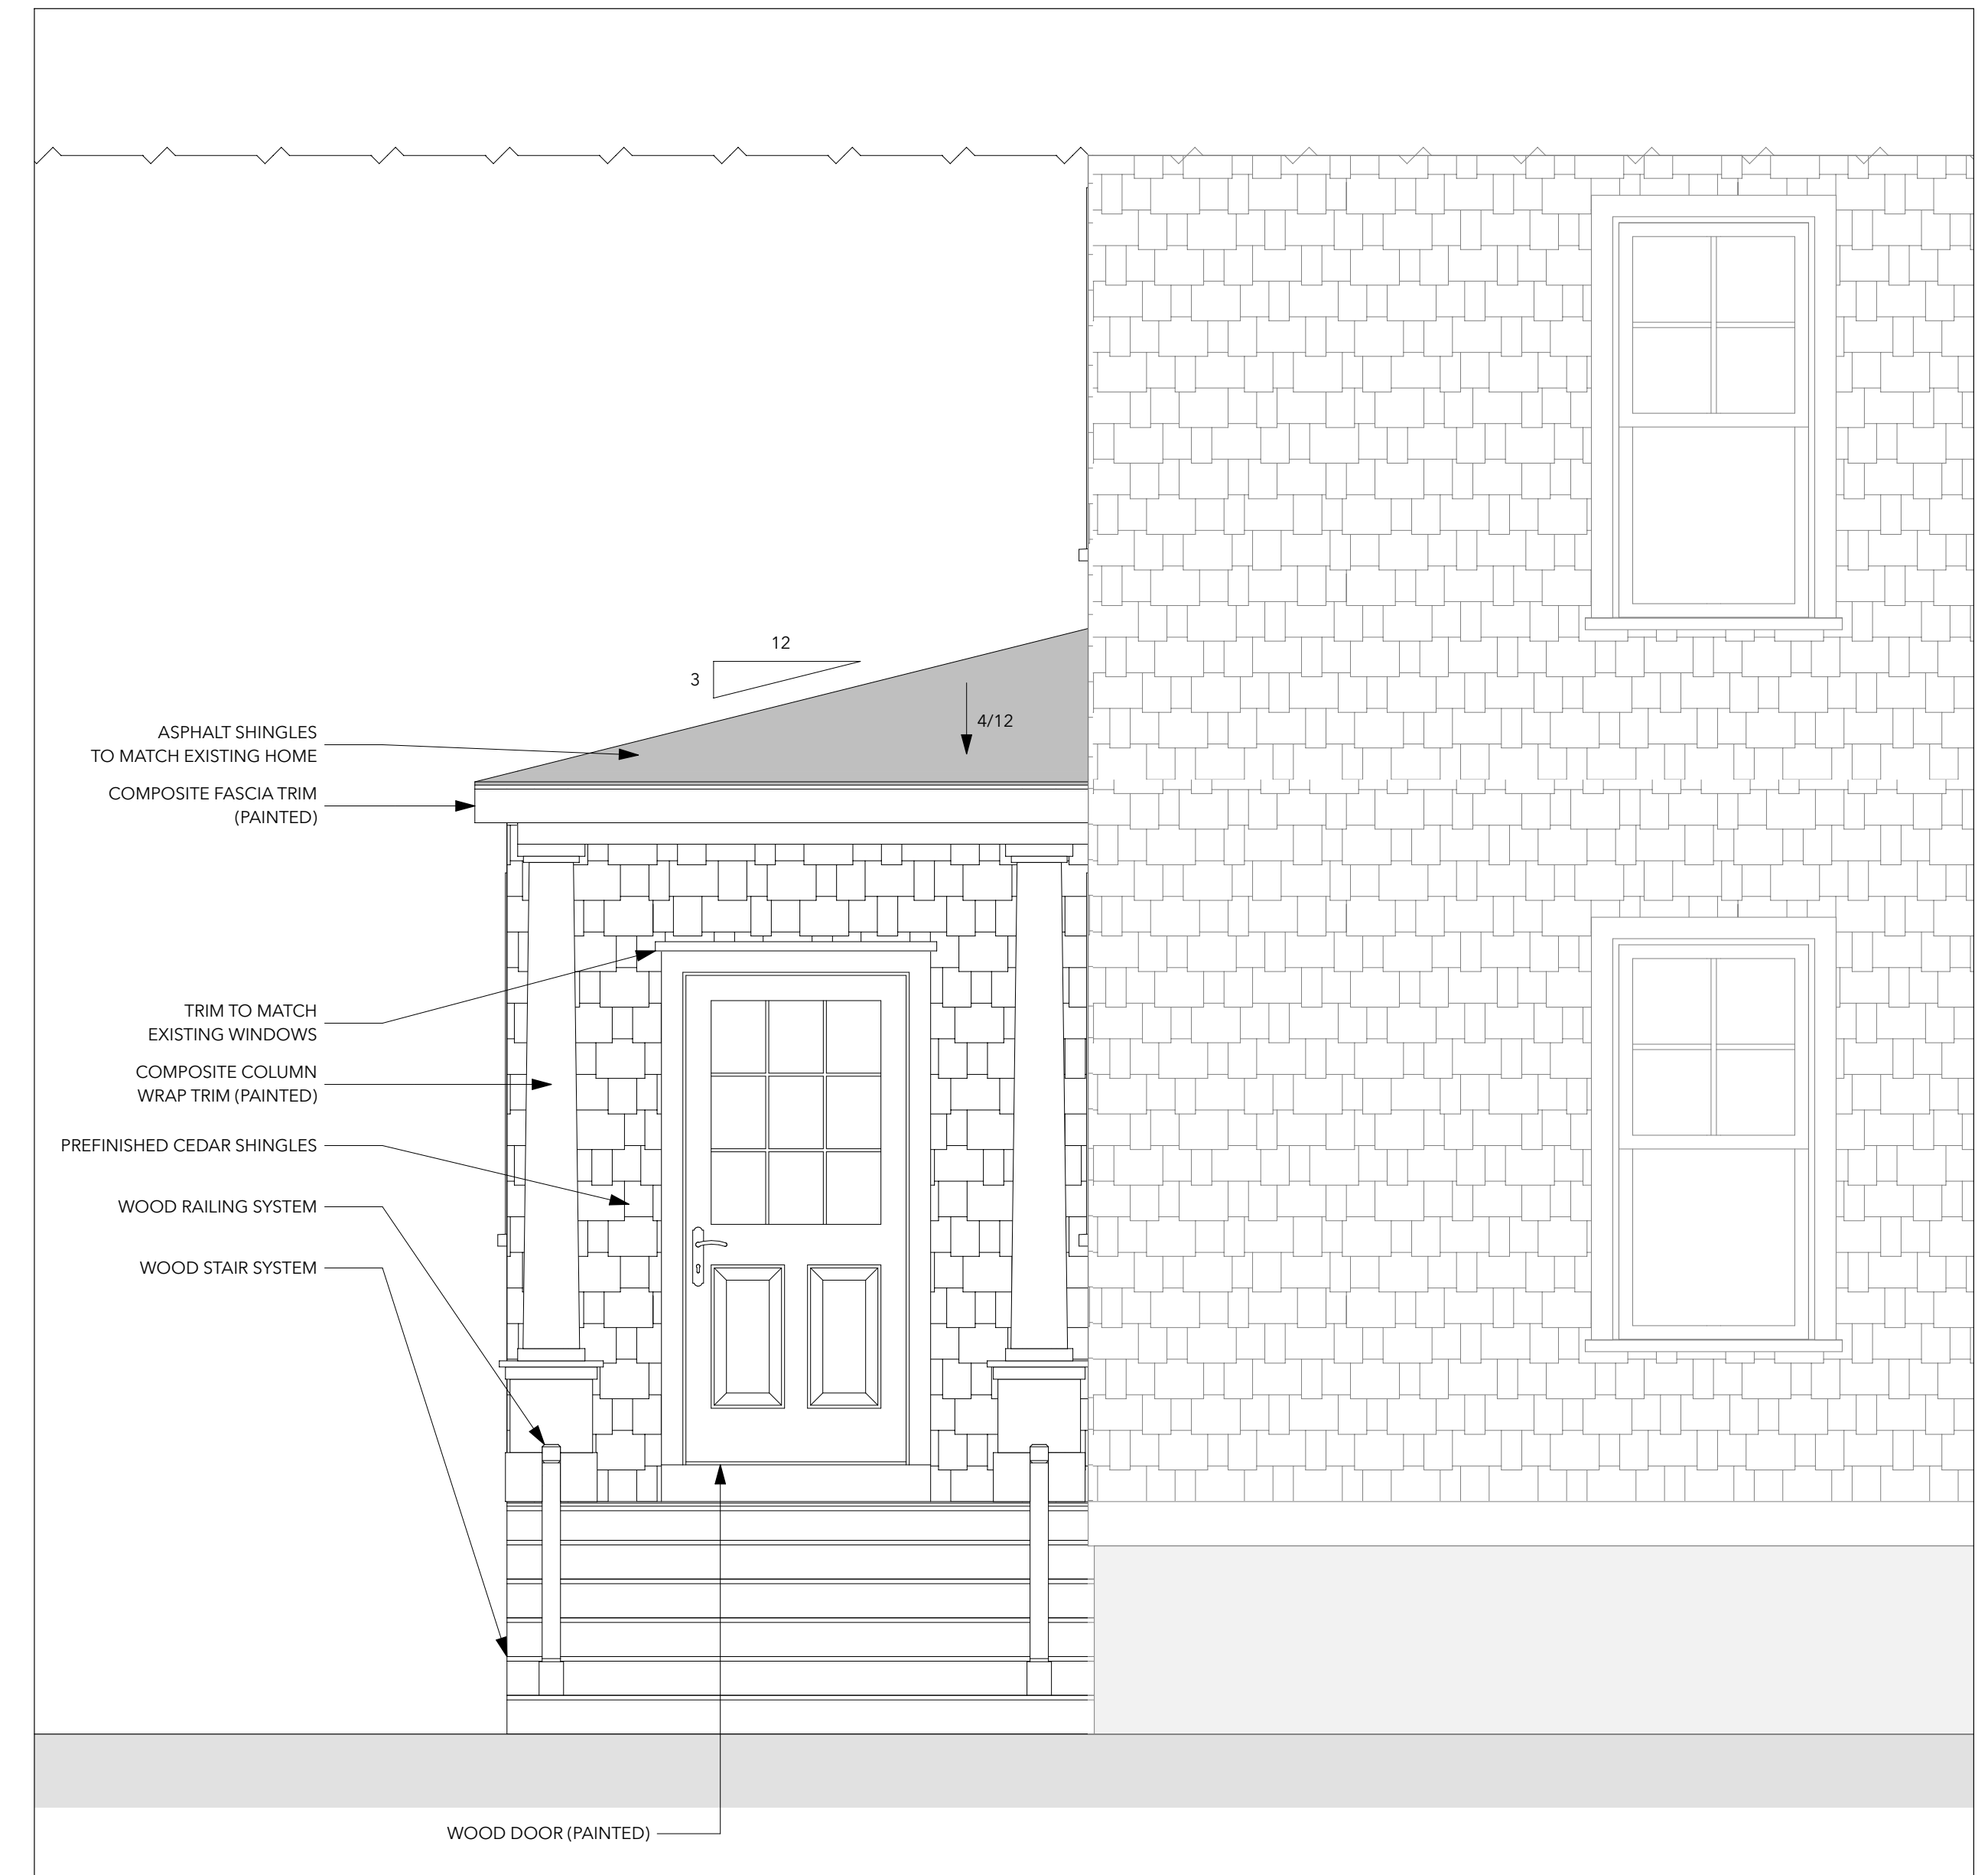 12
3
4/12
ASPHALT SHINGLES
TO MATCH EXISTING HOME
COMPOSITE FASCIA TRIM
(PAINTED)
TRIM TO MATCH
EXISTING WINDOWS
COMPOSITE COLUMN
WRAP TRIM (PAINTED)
PREFINISHED CEDAR SHINGLES
WOOD RAILING SYSTEM
WOOD STAIR SYSTEM
WOOD DOOR (PAINTED)